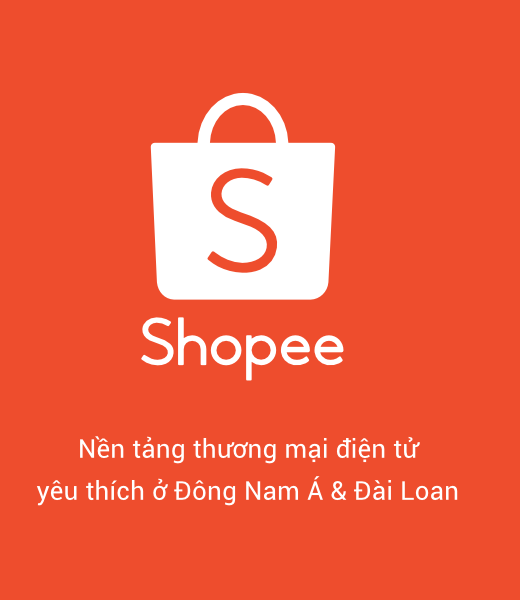 S
Shopee
Nền tảng thương mại điện tử
yêu thích ở Đông Nam Á & Đài Loan